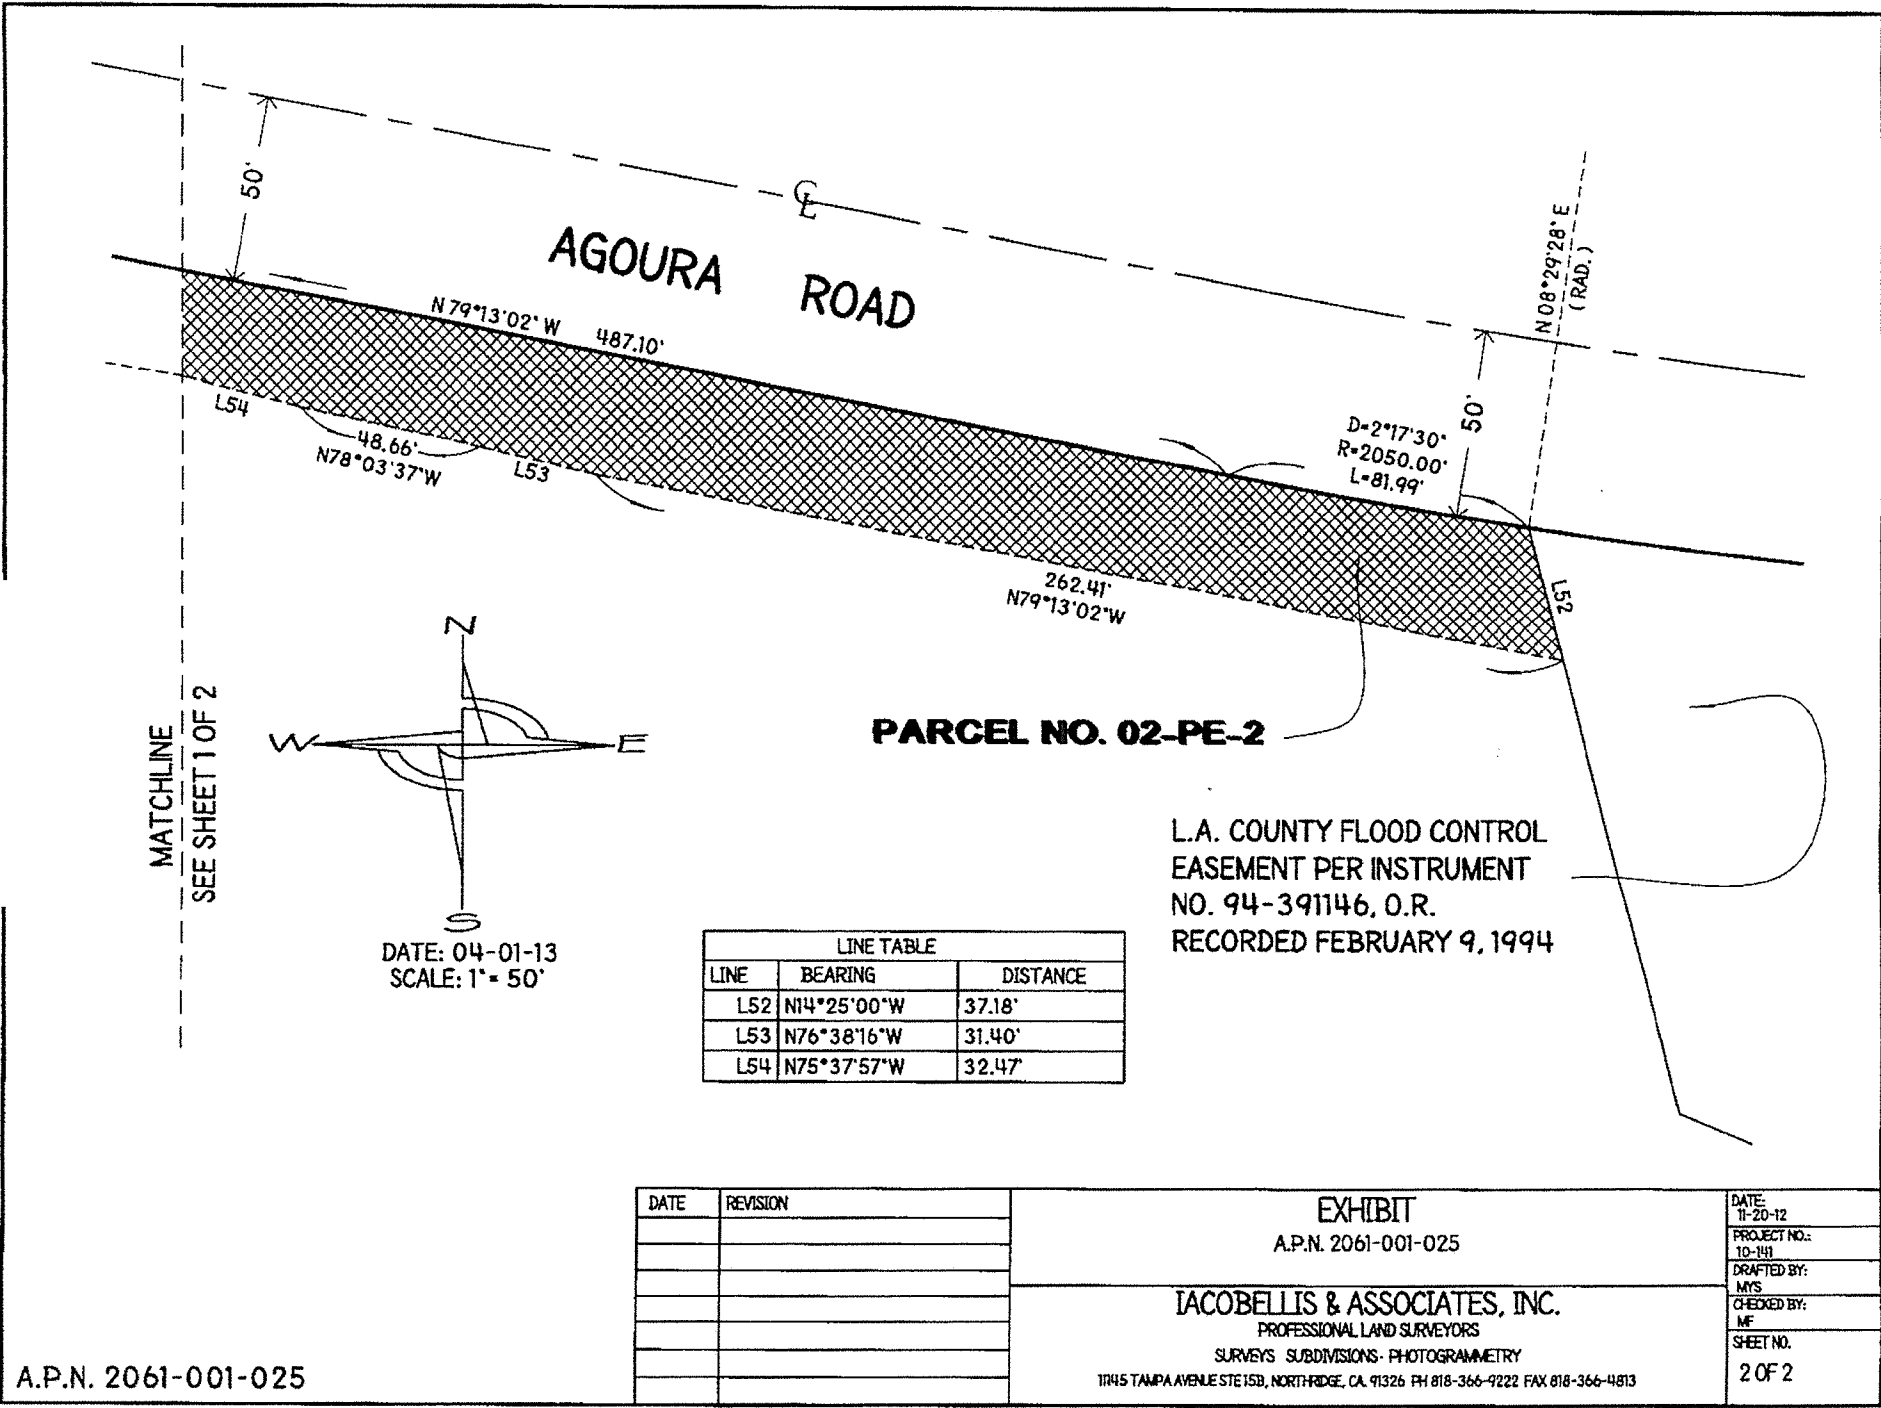 50'
C
L
AGOURA ROAD
N 79°13'02" W 487.10'
N 08°29'28" E
(RAD.)
50'
D=2°17'30"
R=2050.00'
L=81.99'
L54
48.66'
N78°03'37"W
L53
262.41'
N79°13'02"W
L52
MATCHLINE
SEE SHEET 1 OF 2
N
W E
S
DATE: 04-01-13
SCALE: 1"= 50'
PARCEL NO. 02-PE-2
L.A. COUNTY FLOOD CONTROL
EASEMENT PER INSTRUMENT
NO. 94-391146, O.R.
RECORDED FEBRUARY 9, 1994
LINE TABLE
LINE BEARING DISTANCE
L52 N14°25'00"W 37.18'
L53 N76°38'16"W 31.40'
L54 N75°37'57"W 32.47'
DATE REVISION
EXHIBIT
A.P.N. 2061-001-025
IACOBELLIS & ASSOCIATES, INC.
PROFESSIONAL LAND SURVEYORS
SURVEYS SUBDIVISIONS- PHOTOGRAMMETRY
11145 TAMPA AVENUE STE 15B, NORTHRIDGE, CA. 91326 PH 818-366-9222 FAX 818-366-4813
DATE:
11-20-12
PROJECT NO.:
10-141
DRAFTED BY:
MYS
CHECKED BY:
MF
SHEET NO.
2 OF 2
A.P.N. 2061-001-025